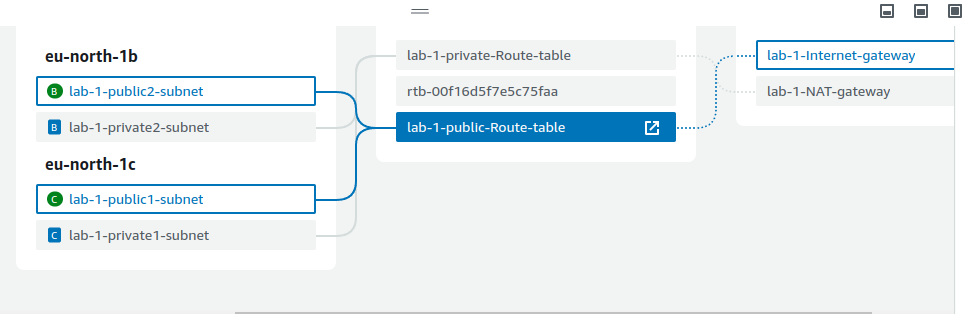 eu-north-1b
B lab-1-public2-subnet
B lab-1-private2-subnet
eu-north-1c
C lab-1-public1-subnet
C lab-1-private1-subnet
lab-1-private-Route-table
rtb-00f16d5f7e5c75faa
lab-1-public-Route-table
lab-1-Internet-gateway
lab-1-NAT-gateway